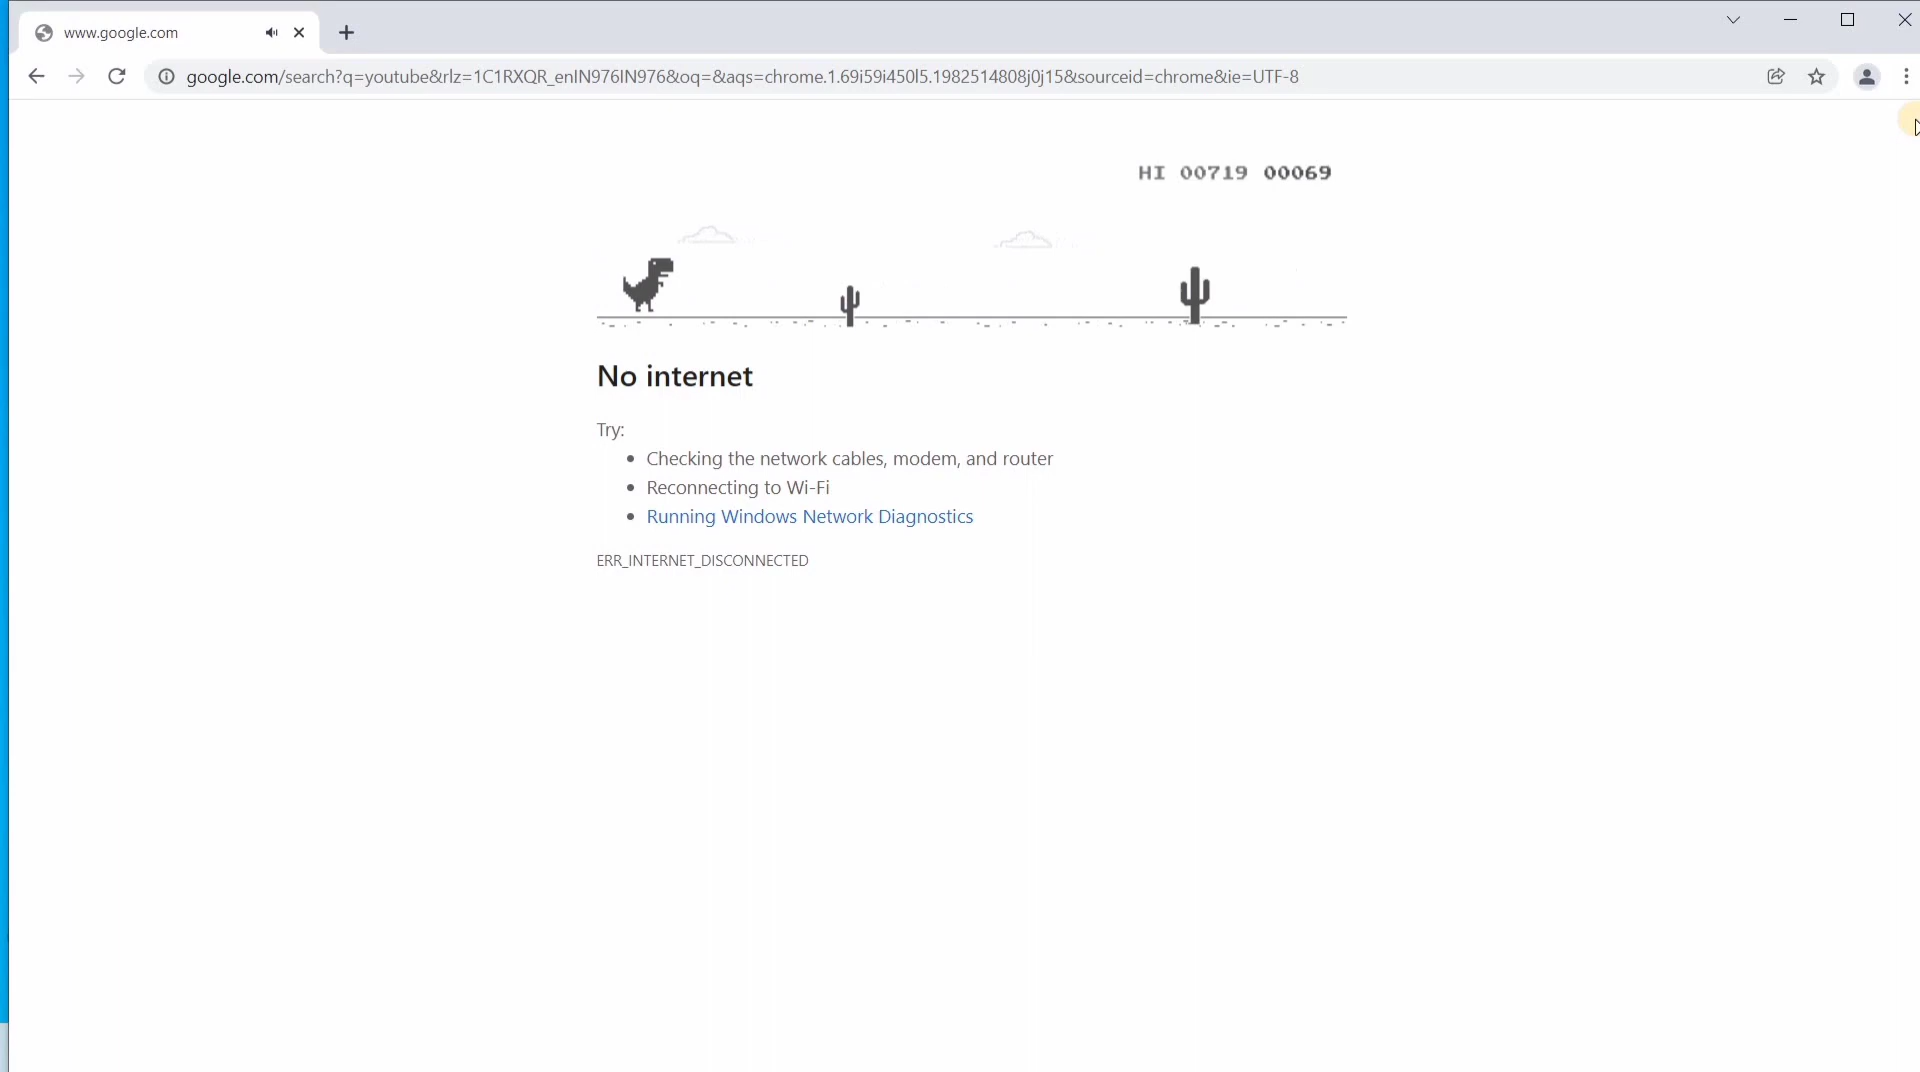 www.google.com
google.com/search?q=youtube&rlz=1C1RXQR_enIN976IN976&oq=&aqs=chrome.1.69i59i450l5.1982514808j0j15&sourceid=chrome&ie=UTF-8
HI 00719 00069
No internet
Try:
• Checking the network cables, modem, and router
• Reconnecting to Wi-Fi
• Running Windows Network Diagnostics
ERR_INTERNET_DISCONNECTED